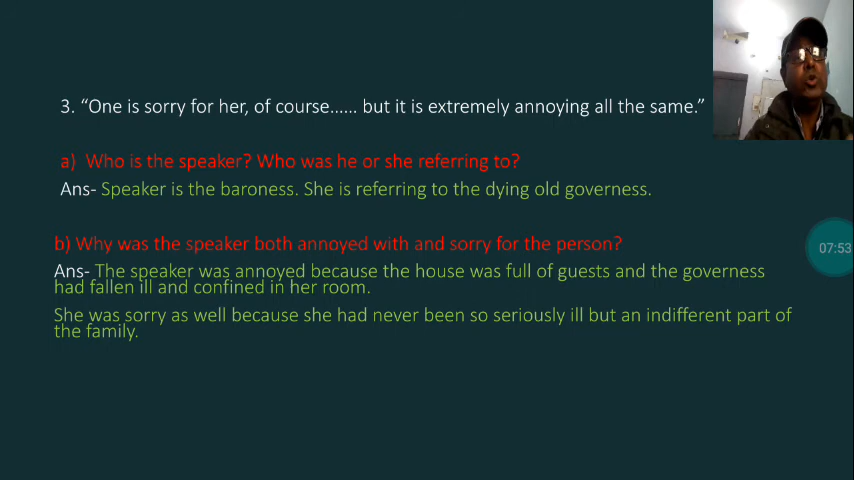 3. “One is sorry for her, of course...... but it is extremely annoying all the same.”
a) Who is the speaker? Who was he or she referring to?
Ans- Speaker is the baroness. She is referring to the dying old governess.
b) Why was the speaker both annoyed with and sorry for the person?
Ans- The speaker was annoyed because the house was full of guests and the governess
had fallen ill and confined in her room.
She was sorry as well because she had never been so seriously ill but an indifferent part of
the family.
07:53